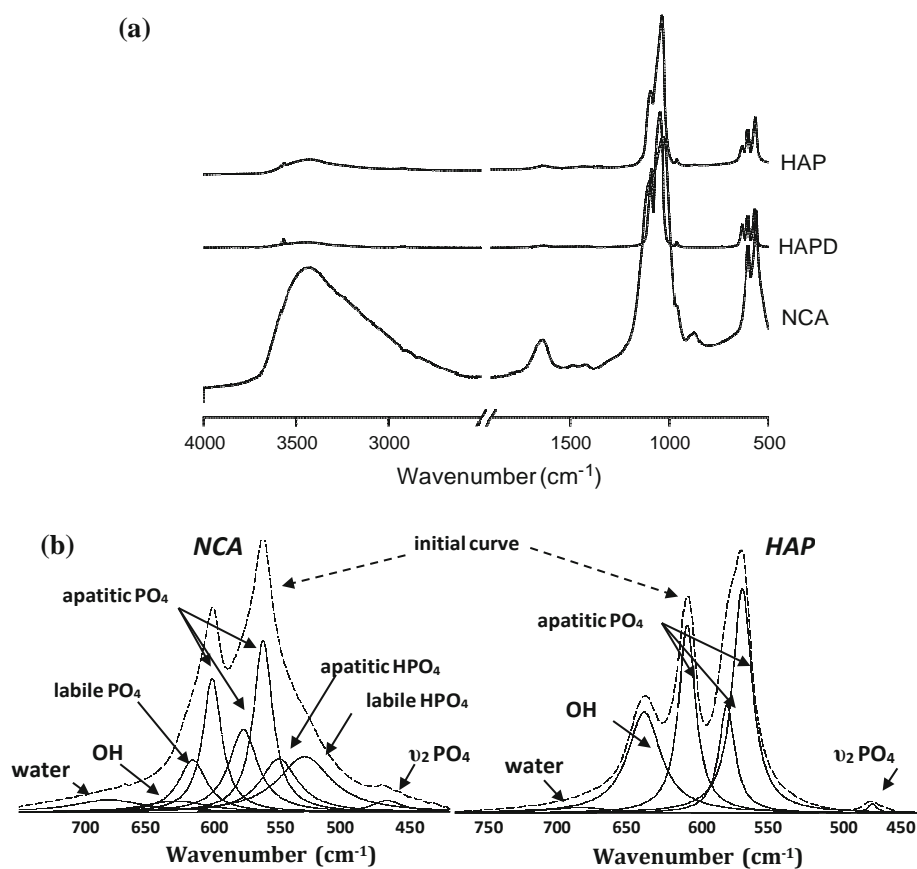 (a)
HAP
HAPD
NCA
4000 3500 3000 1500 1000 500
Wavenumber (cm-1)
(b) NCA initial curve HAP
apatitic PO4
apatitic PO4
apatitic HPO4
labile PO4
labile HPO4
OH
OH
υ2 PO4
υ2 PO4
water
water
700 650 600 550 500 450
750 700 650 600 550 500 450
Wavenumber (cm-1)
Wavenumber (cm-1)